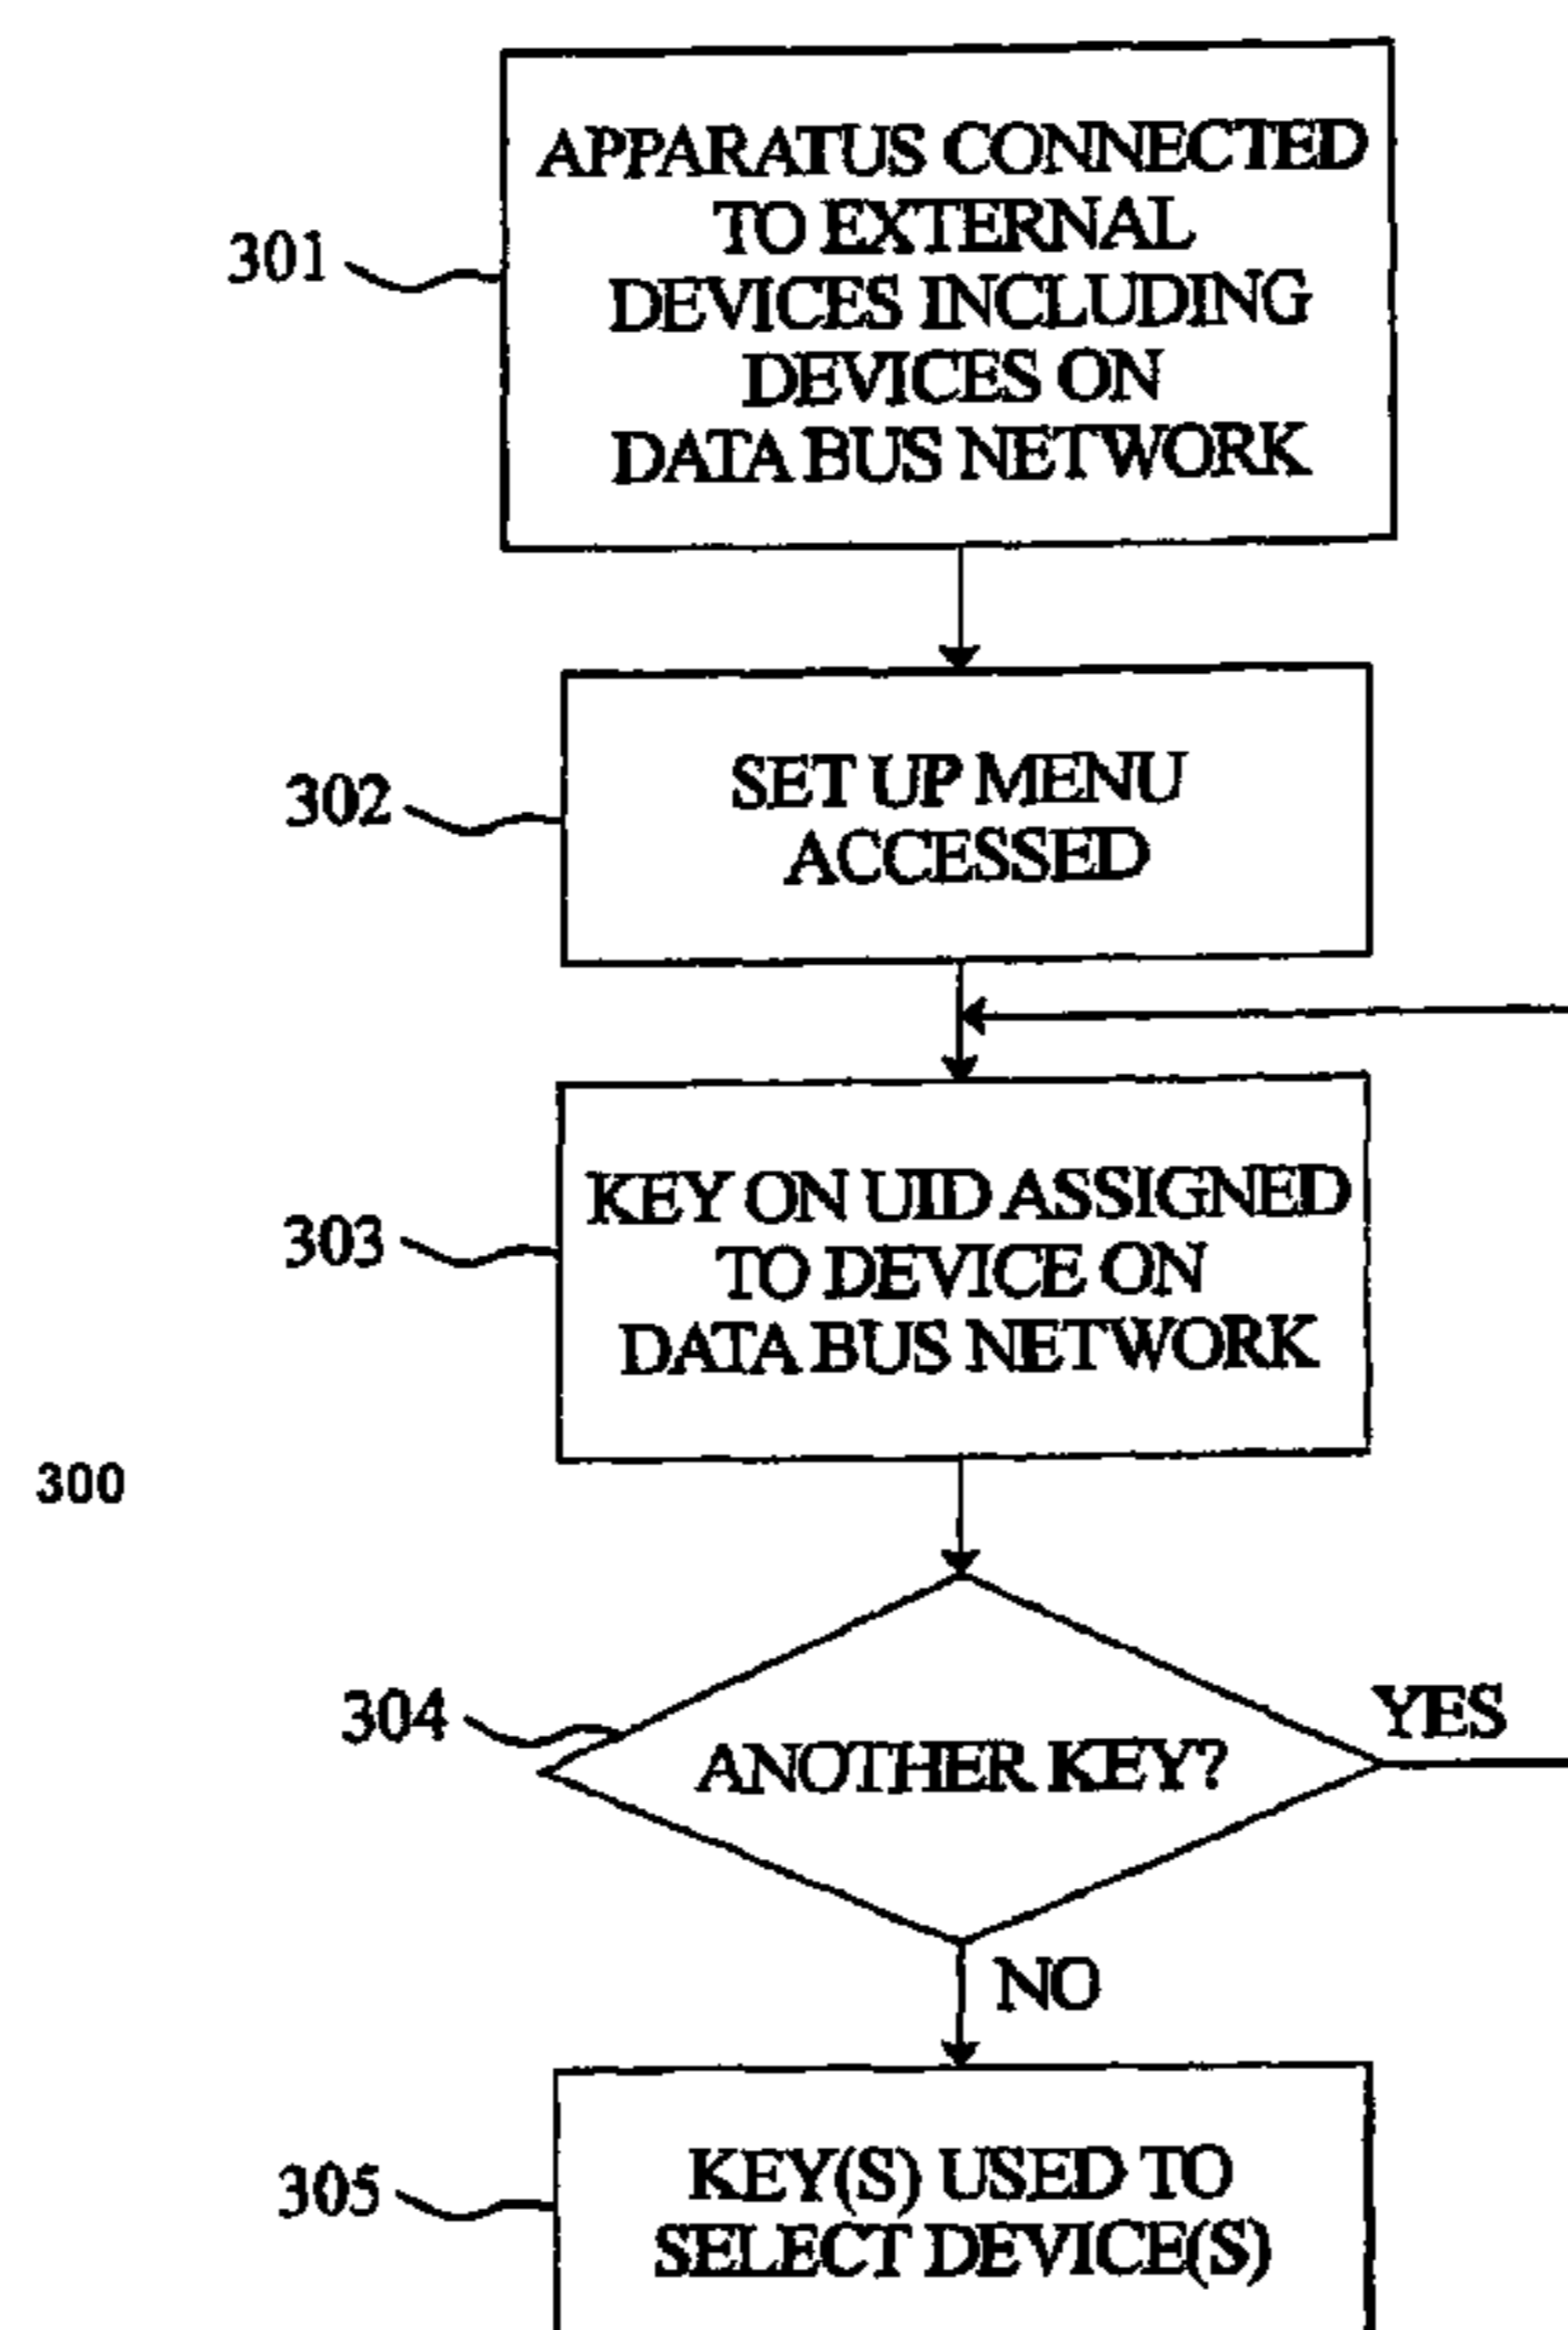 APPARATUS CONNECTED
TO EXTERNAL
DEVICES INCLUDING
DEVICES ON
DATA BUS NETWORK
301
SET UP MENU
ACCESSED
302
KEY ON UID ASSIGNED
TO DEVICE ON
DATA BUS NETWORK
303
300
304
ANOTHER KEY?
YES
NO
KEY(S) USED TO
SELECT DEVICE(S)
305